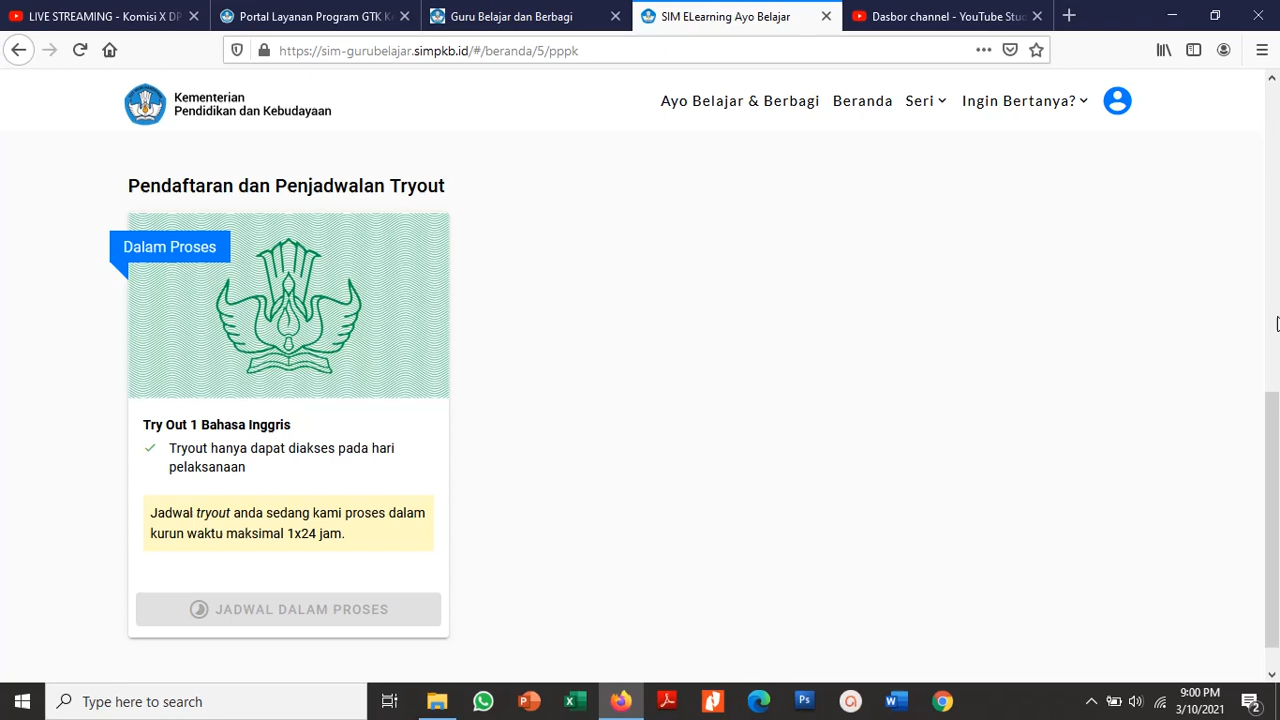 LIVE STREAMING - Komisi X DP
Portal Layanan Program GTK K
Guru Belajar dan Berbagi
SIM ELearning Ayo Belajar
Dasbor channel - YouTube Stu
https://sim-gurubelajar.simpkb.id/#/beranda/5/pppk
Kementerian
Pendidikan dan Kebudayaan
Ayo Belajar & Berbagi
Beranda
Seri
Ingin Bertanya?
Pendaftaran dan Penjadwalan Tryout
Dalam Proses
Try Out 1 Bahasa Inggris
Tryout hanya dapat diakses pada hari
pelaksanaan
Jadwal tryout anda sedang kami proses dalam
kurun waktu maksimal 1x24 jam.
JADWAL DALAM PROSES
Type here to search
9:00 PM
3/10/2021
2